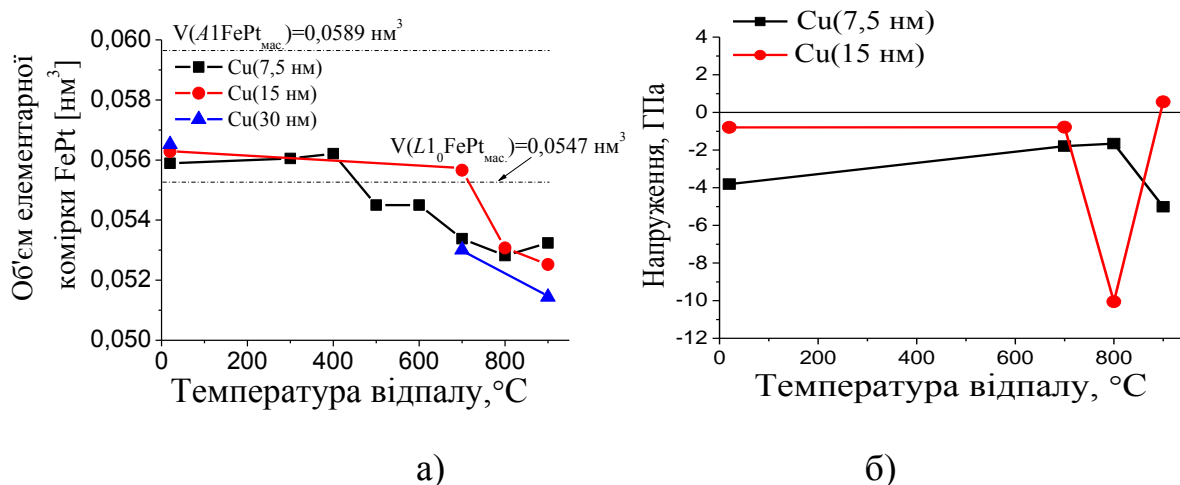 V(A1FePtмас.)=0,0589 нм³
Cu(7,5 нм)
Cu(15 нм)
Cu(30 нм)
V(L1₀FePtмас.)=0,0547 нм³
0,060
0,058
0,056
0,054
0,052
0,050
Об'єм елементарної
комірки FePt [нм³]
0
200
400
600
800
Температура відпалу,°C
а)
Cu(7,5 нм)
Cu(15 нм)
4
2
0
-2
-4
-6
-8
-10
-12
Напруження, ГПа
0
200
400
600
800
Температура відпалу, °C
б)